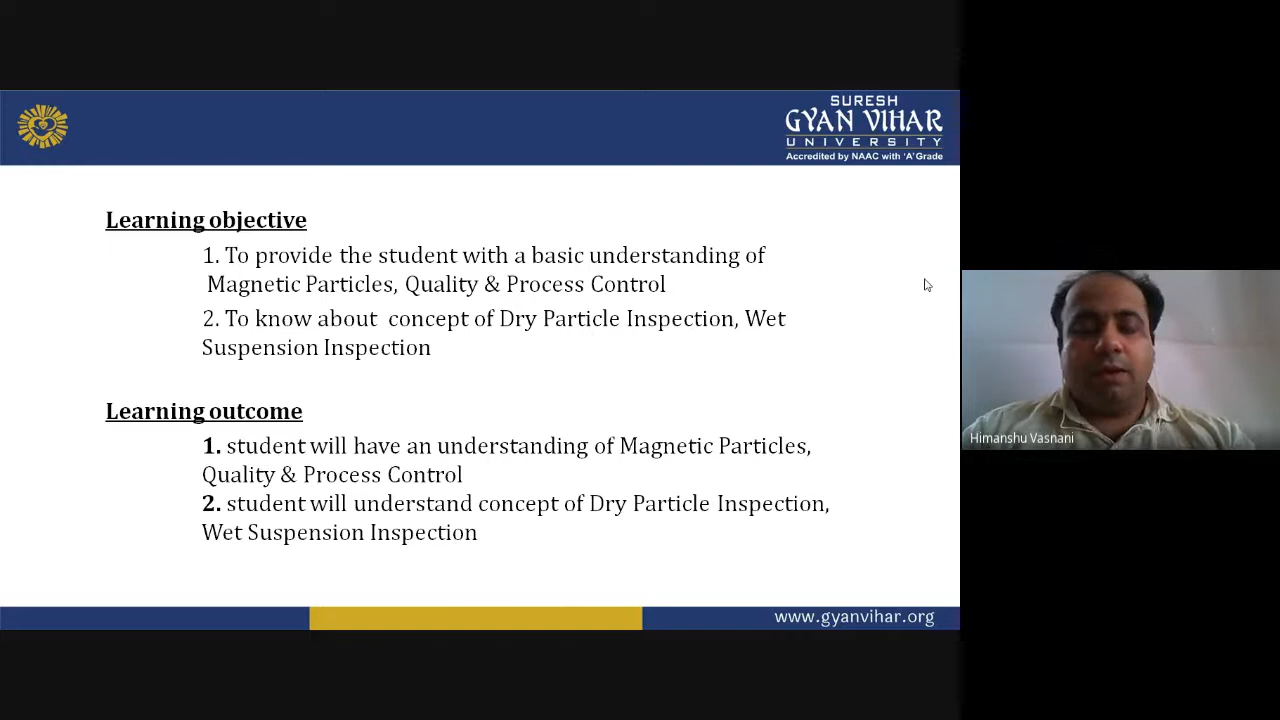 SURESH
GYAN VIHAR
UNIVERSITY
Accredited by NAAC with 'A' Grade
Learning objective
1. To provide the student with a basic understanding of
Magnetic Particles, Quality & Process Control
2. To know about concept of Dry Particle Inspection, Wet
Suspension Inspection
Learning outcome
1. student will have an understanding of Magnetic Particles,
Quality & Process Control
2. student will understand concept of Dry Particle Inspection,
Wet Suspension Inspection
www.gyanvihar.org
Himanshu Vasnani